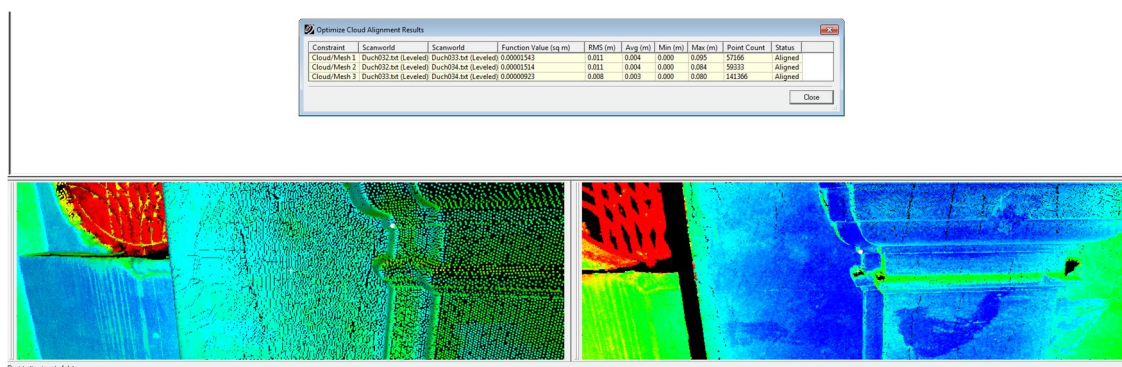 Optimize Cloud Alignment Results
Constraint Scanworld Scanworld Function Value (sq m) RMS (m) Avg (m) Min (m) Max (m) Point Count Status
Cloud/Mesh 1 Duch032.txt (Leveled) Duch033.txt (Leveled) 0.00001543 0.011 0.004 0.000 0.095 57166 Aligned
Cloud/Mesh 2 Duch032.txt (Leveled) Duch034.txt (Leveled) 0.00001514 0.011 0.004 0.000 0.084 59333 Aligned
Cloud/Mesh 3 Duch033.txt (Leveled) Duch034.txt (Leveled) 0.00000923 0.008 0.003 0.000 0.080 141366 Aligned
Close